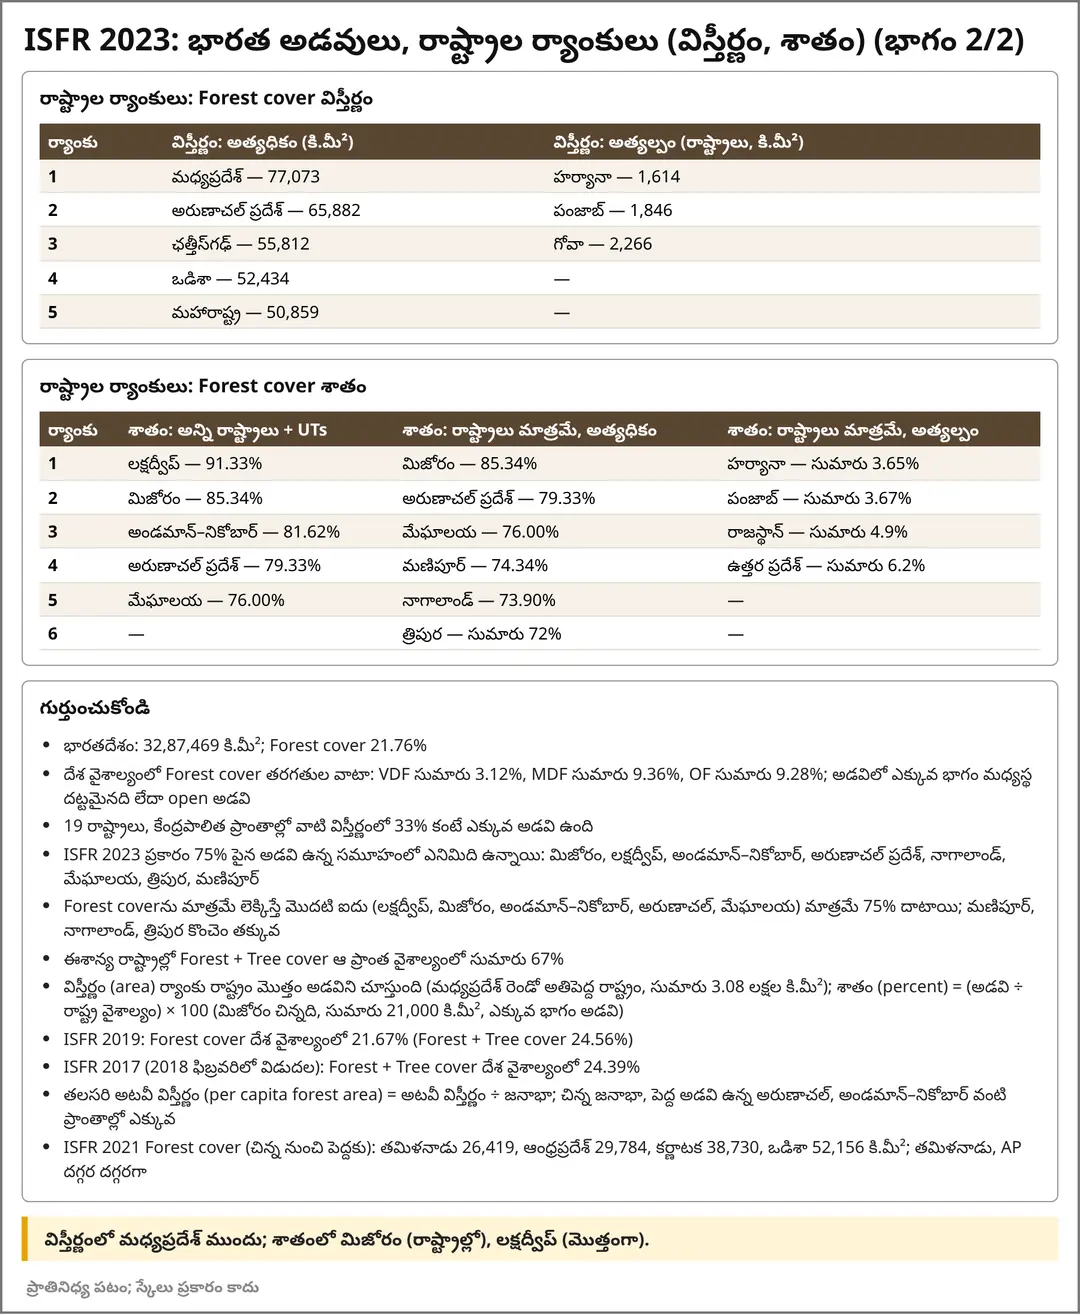 ISFR 2023: భారత అడవులు, రాష్ట్రాల ర్యాంకులు (విస్తీర్ణం, శాతం) (భాగం 2/2)
రాష్ట్రాల ర్యాంకులు: Forest cover విస్తీర్ణం
ర్యాంకు విస్తీర్ణం: అత్యధికం (కి.మీ²) విస్తీర్ణం: అత్యల్పం (రాష్ట్రాలు, కి.మీ²)
1 మధ్యప్రదేశ్ — 77,073 హర్యానా — 1,614
2 అరుణాచల్ ప్రదేశ్ — 65,882 పంజాబ్ — 1,846
3 ఛత్తీస్‌గఢ్ — 55,812 గోవా — 2,266
4 ఒడిశా — 52,434 —
5 మహారాష్ట్ర — 50,859 —
రాష్ట్రాల ర్యాంకులు: Forest cover శాతం
ర్యాంకు శాతం: అన్ని రాష్ట్రాలు + UTs శాతం: రాష్ట్రాలు మాత్రమే, అత్యధికం శాతం: రాష్ట్రాలు మాత్రమే, అత్యల్పం
1 లక్షద్వీప్ — 91.33% మిజోరం — 85.34% హర్యానా — సుమారు 3.65%
2 మిజోరం — 85.34% అరుణాచల్ ప్రదేశ్ — 79.33% పంజాబ్ — సుమారు 3.67%
3 అండమాన్–నికోబార్ — 81.62% మేఘాలయ — 76.00% రాజస్థాన్ — సుమారు 4.9%
4 అరుణాచల్ ప్రదేశ్ — 79.33% మణిపూర్ — 74.34% ఉత్తర ప్రదేశ్ — సుమారు 6.2%
5 మేఘాలయ — 76.00% నాగాలాండ్ — 73.90% —
6 — త్రిపుర — సుమారు 72% —
గుర్తుంచుకోండి
• భారతదేశం: 32,87,469 కి.మీ²; Forest cover 21.76%
• దేశ వైశాల్యంలో Forest cover తరగతుల వాటా: VDF సుమారు 3.12%, MDF సుమారు 9.36%, OF సుమారు 9.28%; అడవిలో ఎక్కువ భాగం మధ్యస్థ
దట్టమైనది లేదా open అడవి
• 19 రాష్ట్రాలు, కేంద్రపాలిత ప్రాంతాల్లో వాటి విస్తీర్ణంలో 33% కంటే ఎక్కువ అడవి ఉంది
• ISFR 2023 ప్రకారం 75% పైన అడవి ఉన్న సమూహంలో ఎనిమిది ఉన్నాయి: మిజోరం, లక్షద్వీప్, అండమాన్–నికోబార్, అరుణాచల్ ప్రదేశ్, నాగాలాండ్,
మేఘాలయ, త్రిపుర, మణిపూర్
• Forest coverను మాత్రమే లెక్కిస్తే మొదటి ఐదు (లక్షద్వీప్, మిజోరం, అండమాన్–నికోబార్, అరుణాచల్, మేఘాలయ) మాత్రమే 75% దాటాయి; మణిపూర్,
నాగాలాండ్, త్రిపుర కొంచెం తక్కువ
• ఈశాన్య రాష్ట్రాల్లో Forest + Tree cover ఆ ప్రాంత వైశాల్యంలో సుమారు 67%
• విస్తీర్ణం (area) ర్యాంకు రాష్ట్రం మొత్తం అడవిని చూస్తుంది (మధ్యప్రదేశ్ రెండో అతిపెద్ద రాష్ట్రం, సుమారు 3.08 లక్షల కి.మీ²); శాతం (percent) = (అడవి ÷
రాష్ట్ర వైశాల్యం) × 100 (మిజోరం చిన్నది, సుమారు 21,000 కి.మీ², ఎక్కువ భాగం అడవి)
• ISFR 2019: Forest cover దేశ వైశాల్యంలో 21.67% (Forest + Tree cover 24.56%)
• ISFR 2017 (2018 ఫిబ్రవరిలో విడుదల): Forest + Tree cover దేశ వైశాల్యంలో 24.39%
• తలసరి అటవీ విస్తీర్ణం (per capita forest area) = అటవీ విస్తీర్ణం ÷ జనాభా; చిన్న జనాభా, పెద్ద అడవి ఉన్న అరుణాచల్, అండమాన్–నికోబార్ వంటి
ప్రాంతాల్లో ఎక్కువ
• ISFR 2021 Forest cover (చిన్న నుంచి పెద్దకు): తమిళనాడు 26,419, ఆంధ్రప్రదేశ్ 29,784, కర్ణాటక 38,730, ఒడిశా 52,156 కి.మీ²; తమిళనాడు, AP
దగ్గర దగ్గరగా
విస్తీర్ణంలో మధ్యప్రదేశ్ ముందు; శాతంలో మిజోరం (రాష్ట్రాల్లో), లక్షద్వీప్ (మొత్తంగా).
ప్రాతినిధ్య పటం; స్కేలు ప్రకారం కాదు